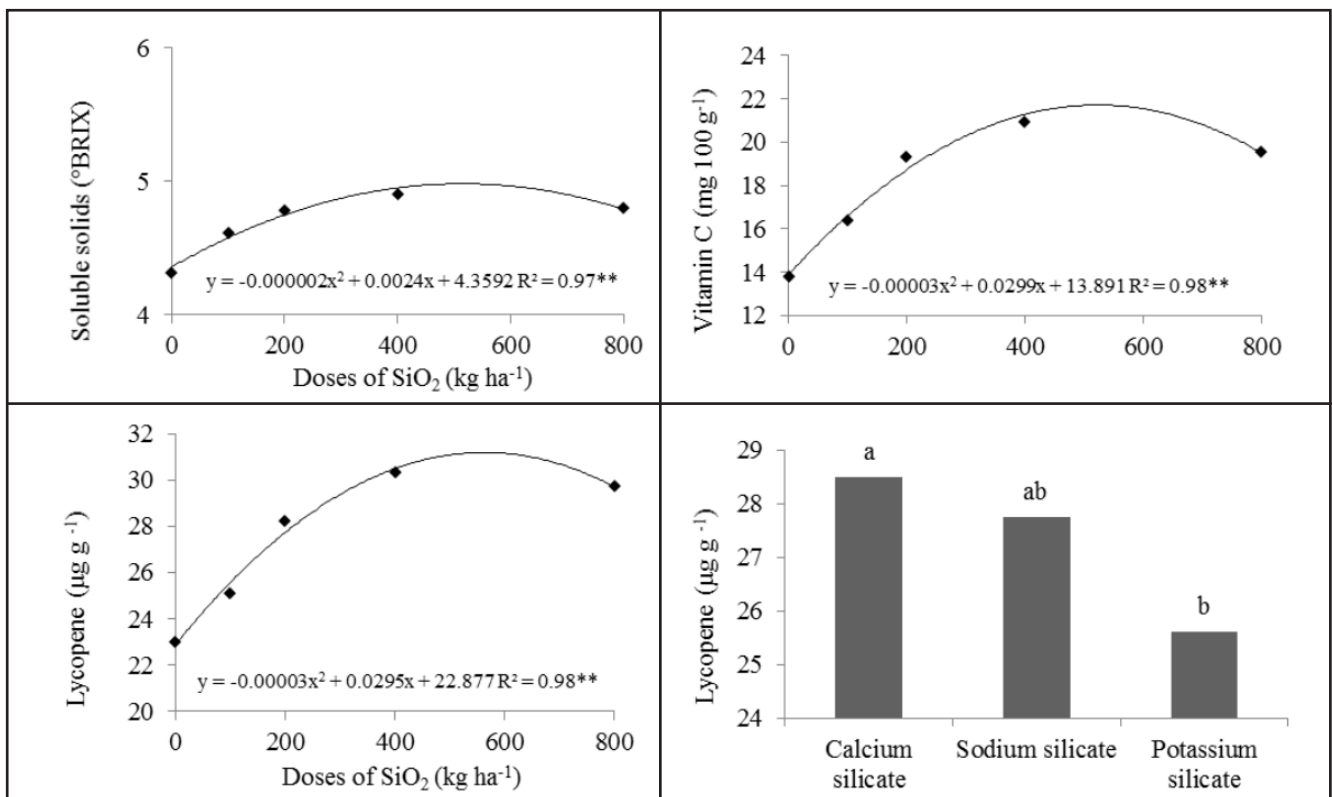 6
5
4
Soluble solids (°BRIX)
y = -0.000002x² + 0.0024x + 4.3592 R² = 0.97**
0 200 400 600 800
Doses of SiO₂ (kg ha⁻¹)
24
22
20
18
16
14
12
Vitamin C (mg 100 g⁻¹)
y = -0.00003x² + 0.0299x + 13.891 R² = 0.98**
0 200 400 600 800
32
30
28
26
24
22
20
Lycopene (µg g ⁻¹)
y = -0.00003x² + 0.0295x + 22.877 R² = 0.98**
0 200 400 600 800
Doses of SiO₂ (kg ha⁻¹)
29
28
27
26
25
24
Lycopene (µg g ⁻¹)
a
ab
b
Calcium
silicate
Sodium silicate
Potassium
silicate